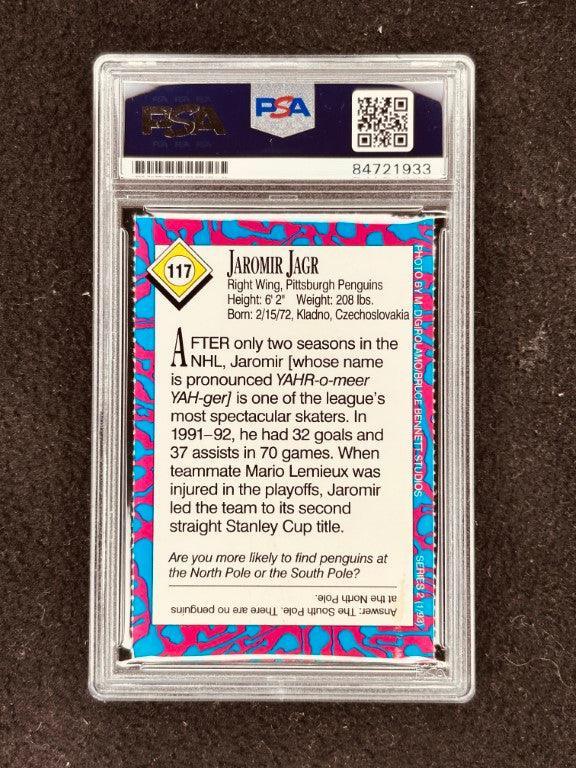 PSA
PSA
84721933
117
JAROMIR JAGR
Right Wing, Pittsburgh Penguins
Height: 6' 2" Weight: 208 lbs.
Born: 2/15/72, Kladno, Czechoslovakia
AFTER only two seasons in the
NHL, Jaromir [whose name
is pronounced YAHR-o-meer
YAH-ger] is one of the league's
most spectacular skaters. In
1991–92, he had 32 goals and
37 assists in 70 games. When
teammate Mario Lemieux was
injured in the playoffs, Jaromir
led the team to its second
straight Stanley Cup title.
Are you more likely to find penguins at
the North Pole or the South Pole?
Answer: The South Pole. There are no penguins
at the North Pole.
PHOTO BY M. DIGIROLAMO/BRUCE BENNETT STUDIOS
SERIES 2 (1/93)